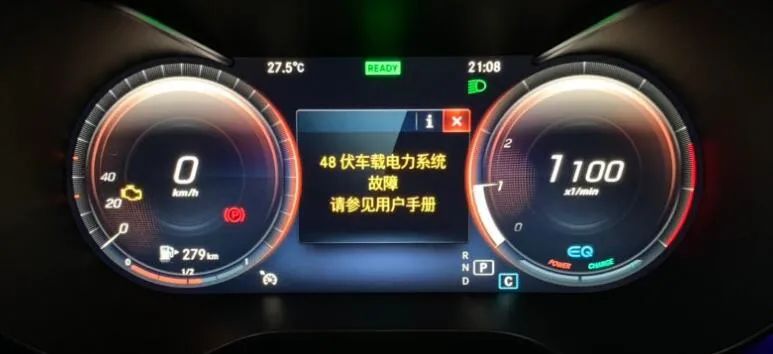 27.5°C
READY
21:08
i ×
48 伏车载电力系统
故障
请参见用户手册
0
km/h
40
20
0
P
279 km
0 1/2 1
2
1
0
1100
x1/min
EQ
POWER CHARGE
R
N P
D C